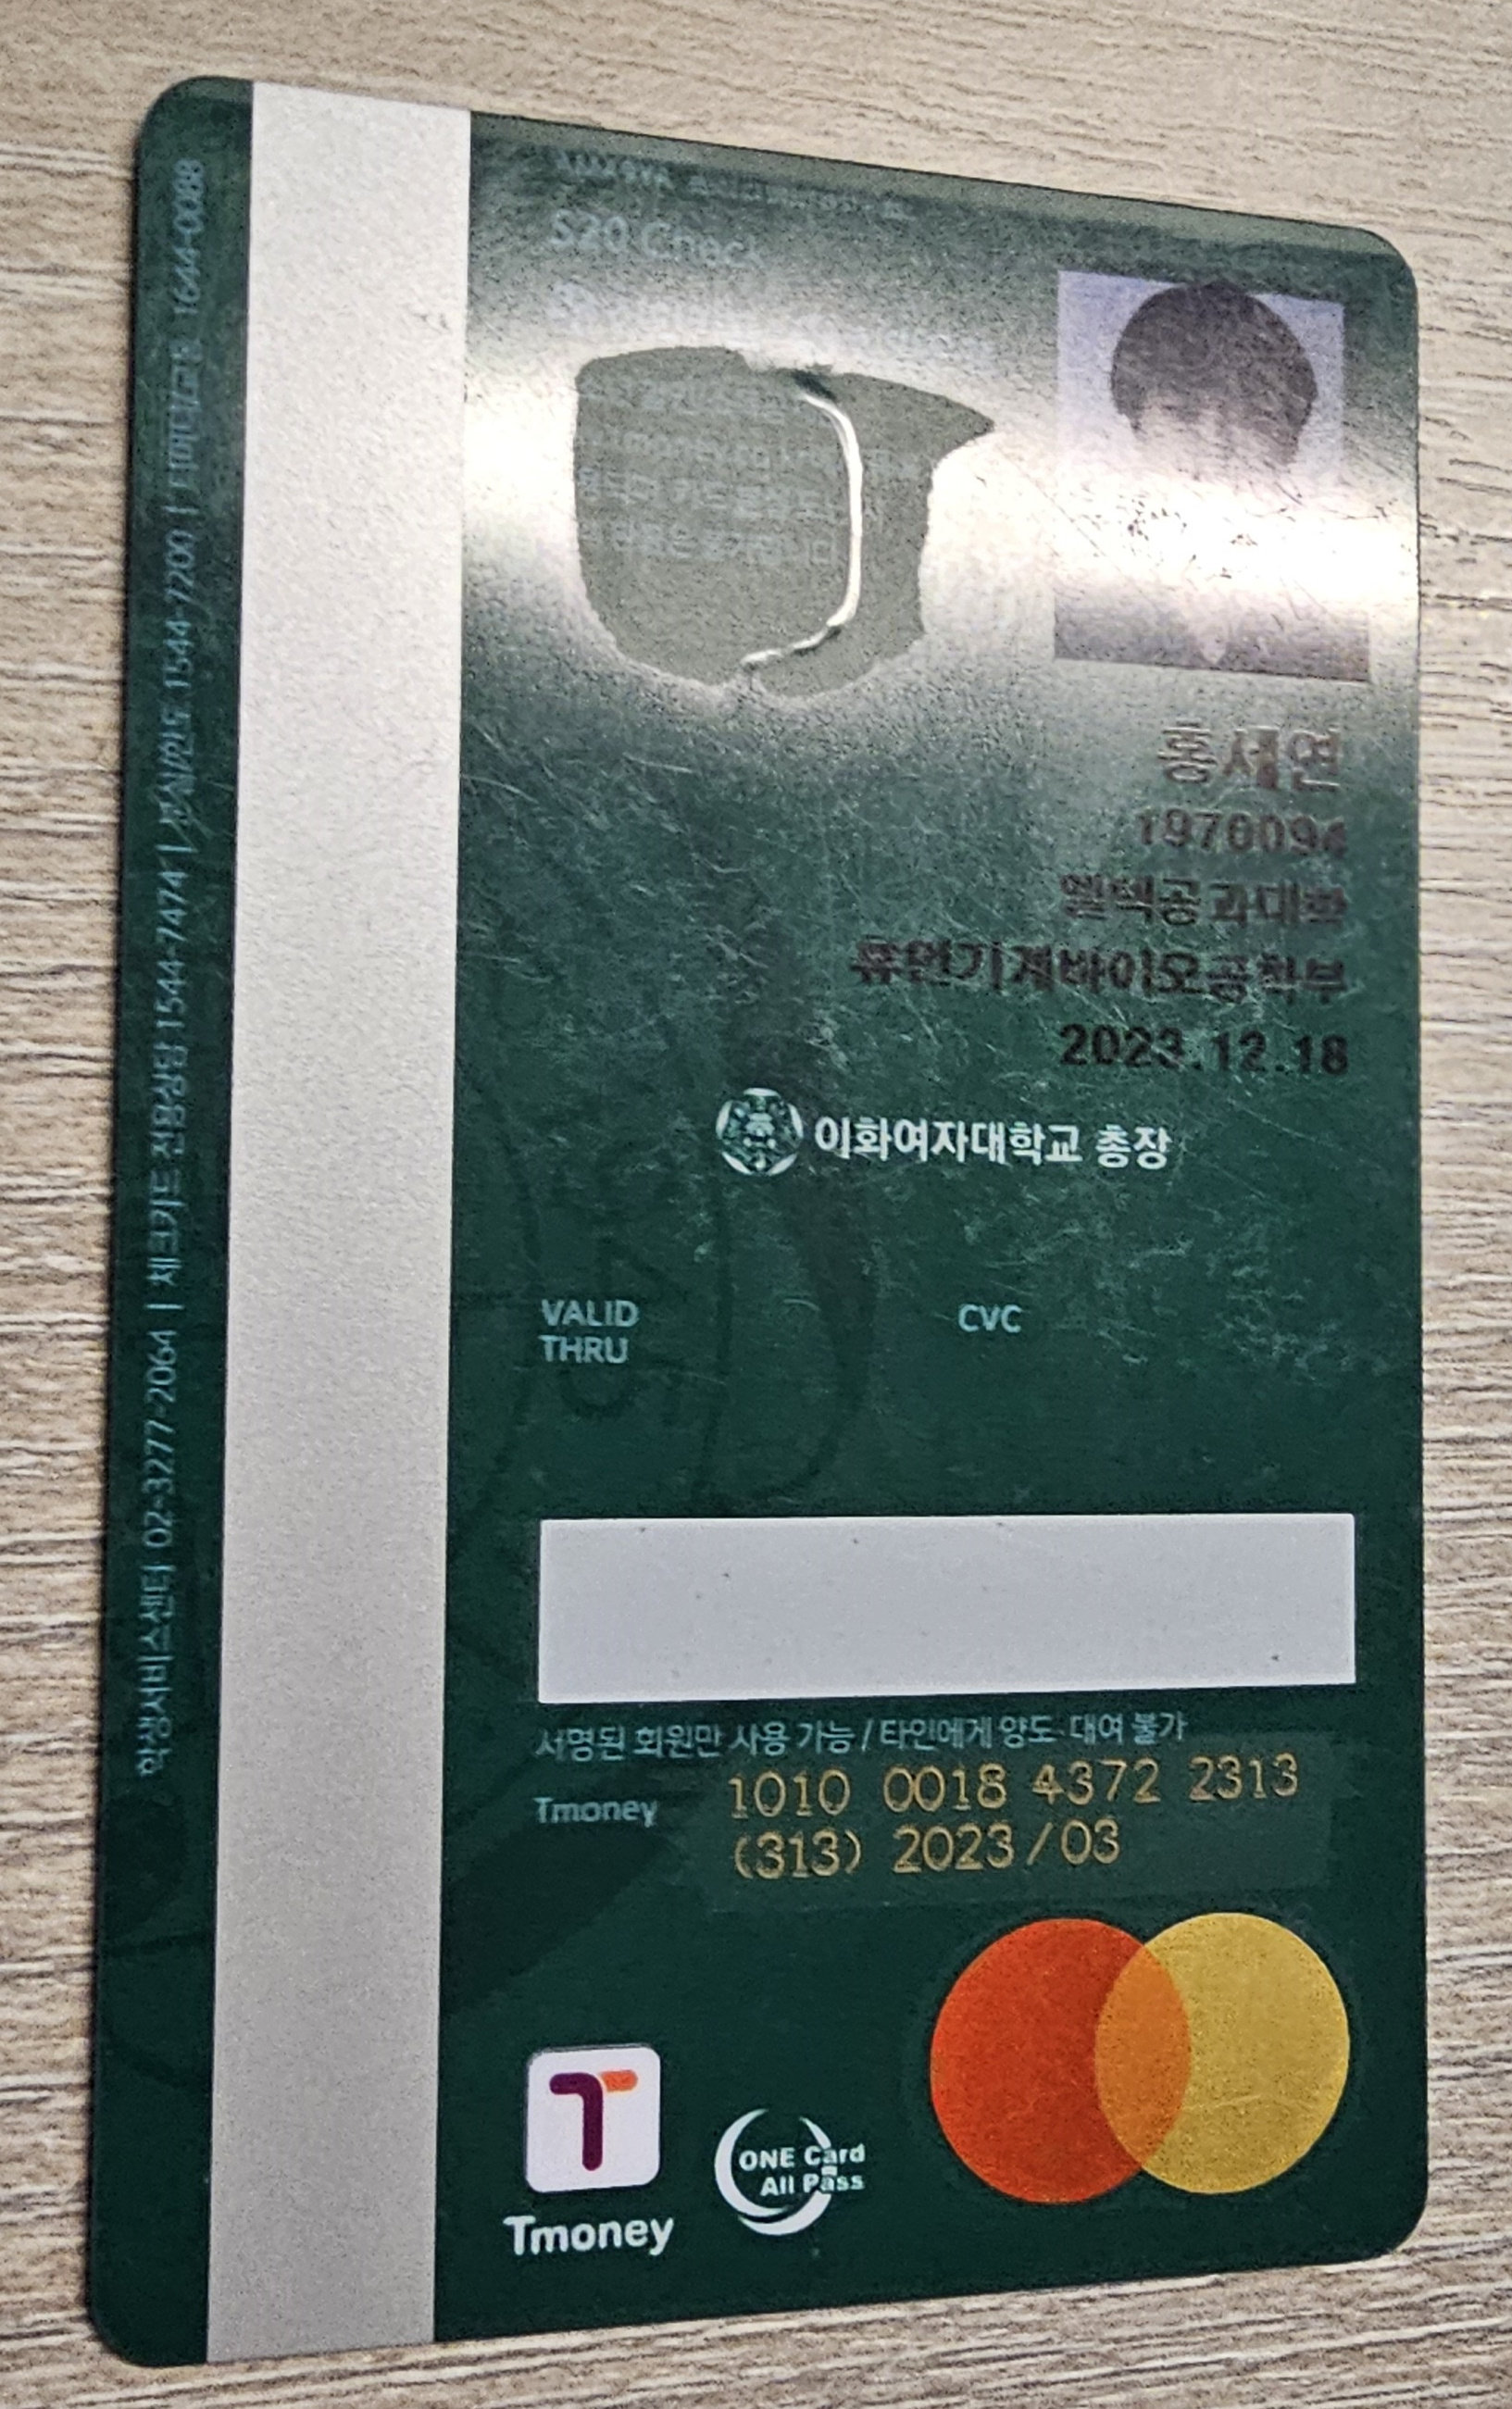 S20 Check
홍세연
1970094
엘텍공과대학
휴먼기계바이오공학부
2023.12.18
이화여자대학교 총장
VALID
THRU
CVC
서명된 회원만 사용 가능 / 타인에게 양도·대여 불가
Tmoney
1010 0018 4372 2313
(313) 2023/03
Tmoney
ONE Card
All Pass
학생서비스센터 02-3277-2064 | 체크카드 전용상담 1544-7474 | 분실신고 1544-7200 | 티머니고객 1644-0088